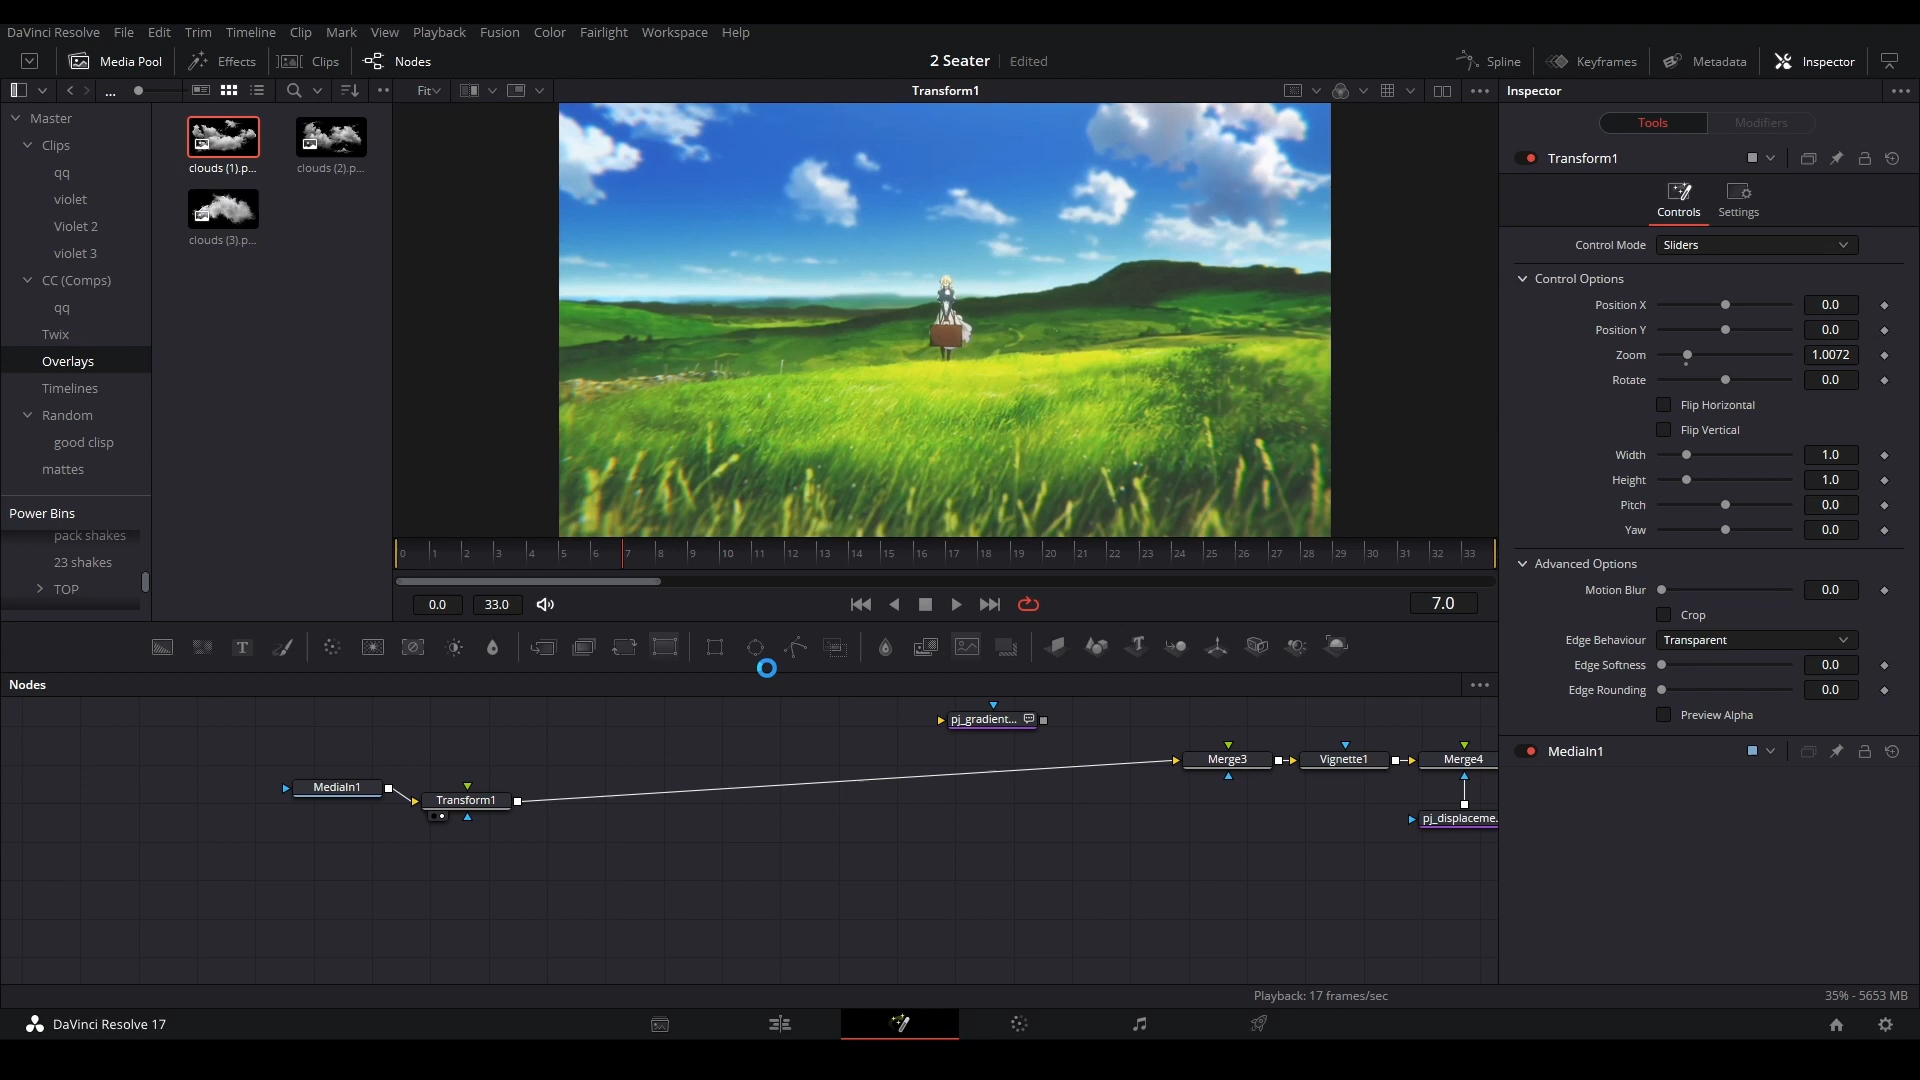 DaVinci Resolve File Edit Trim Timeline Clip Mark View Playback Fusion Color Fairlight Workspace Help
Media Pool Effects Clips Nodes 2 Seater Edited Spline Keyframes Metadata Inspector
... Fit Transform1 Inspector
Master
Clips
qq
violet
Violet 2
violet 3
CC (Comps)
qq
Twix
Overlays
Timelines
Random
good clisp
mattes
Power Bins
pack shakes
23 shakes
TOP
clouds (1).p...
clouds (2).p...
clouds (3).p...
0 1 2 3 4 5 6 7 8 9 10 11 12 13 14 15 16 17 18 19 20 21 22 23 24 25 26 27 28 29 30 31 32 33
0.0 33.0 7.0
Tools Modifiers
Transform1
Controls Settings
Control Mode Sliders
Control Options
Position X 0.0
Position Y 0.0
Zoom 1.0072
Rotate 0.0
Flip Horizontal
Flip Vertical
Width 1.0
Height 1.0
Pitch 0.0
Yaw 0.0
Advanced Options
Motion Blur 0.0
Crop
Edge Behaviour Transparent
Edge Softness 0.0
Edge Rounding 0.0
Preview Alpha
MediaIn1
Nodes
pj_gradient...
MediaIn1
Transform1
Merge3
Vignette1
Merge4
pj_displaceme.
Playback: 17 frames/sec 35% - 5653 MB
DaVinci Resolve 17